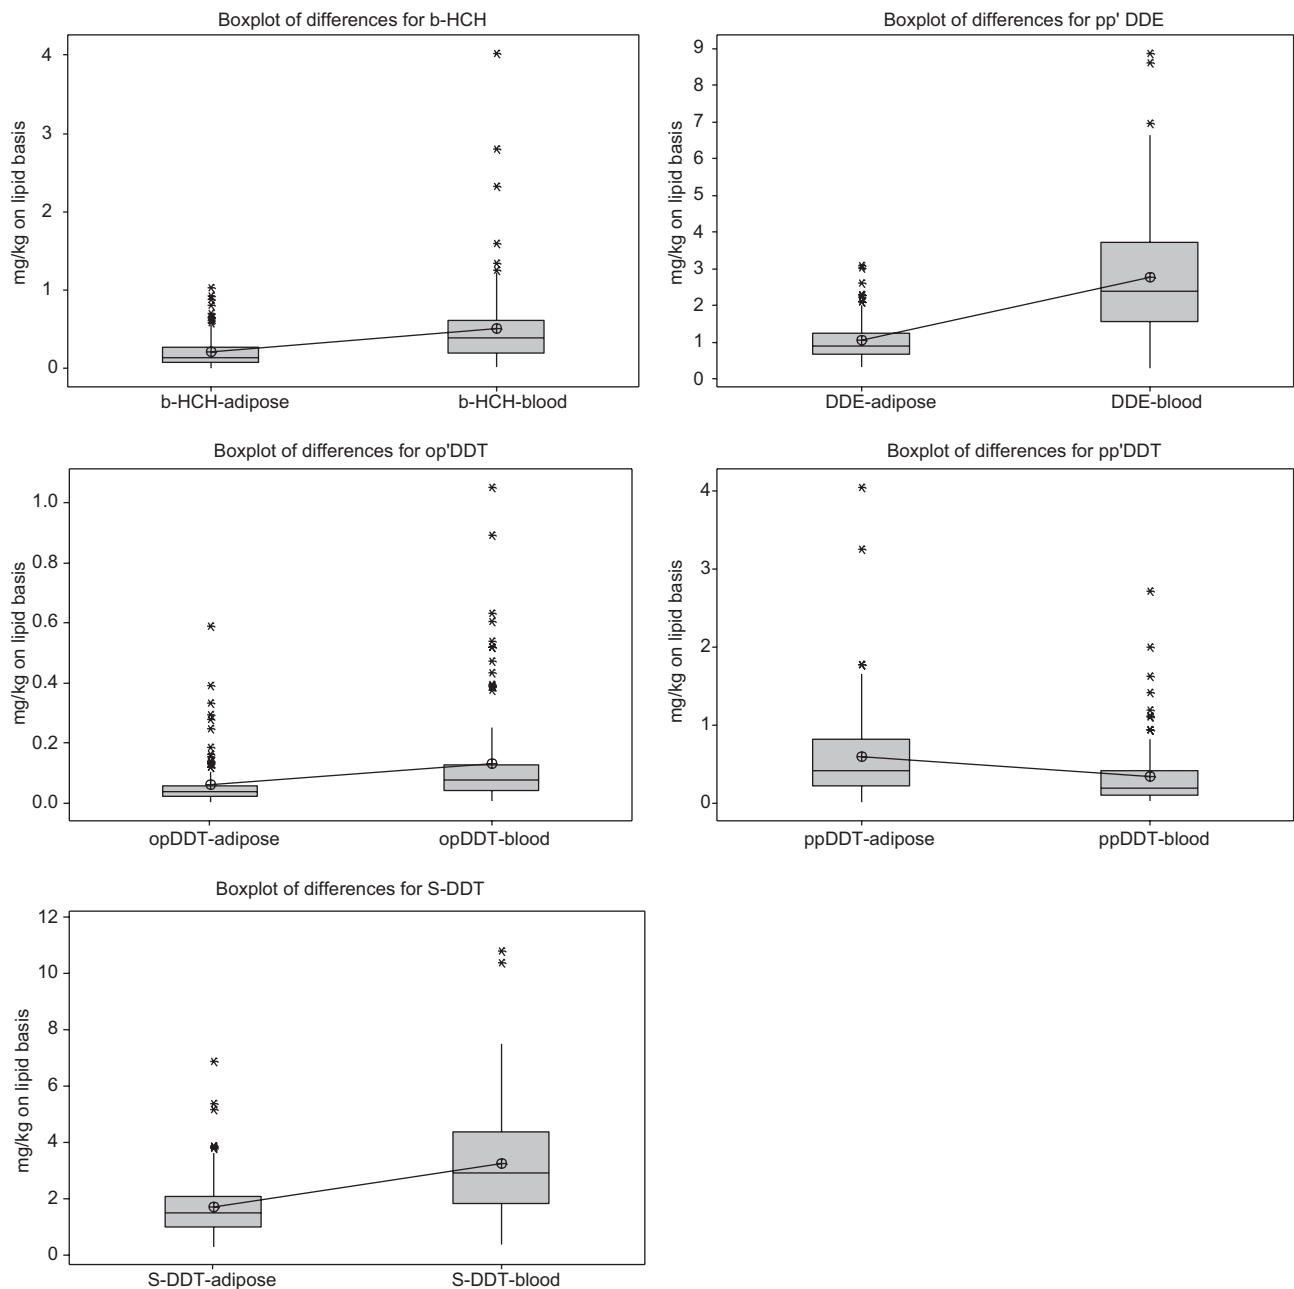 Boxplot of differences for b-HCH
mg/kg on lipid basis
4
3
2
1
0
b-HCH-adipose b-HCH-blood
Boxplot of differences for pp' DDE
mg/kg on lipid basis
9
8
7
6
5
4
3
2
1
0
DDE-adipose DDE-blood
Boxplot of differences for op'DDT
mg/kg on lipid basis
1.0
0.8
0.6
0.4
0.2
0.0
opDDT-adipose opDDT-blood
Boxplot of differences for pp'DDT
mg/kg on lipid basis
4
3
2
1
0
ppDDT-adipose ppDDT-blood
Boxplot of differences for S-DDT
mg/kg on lipid basis
12
10
8
6
4
2
0
S-DDT-adipose S-DDT-blood